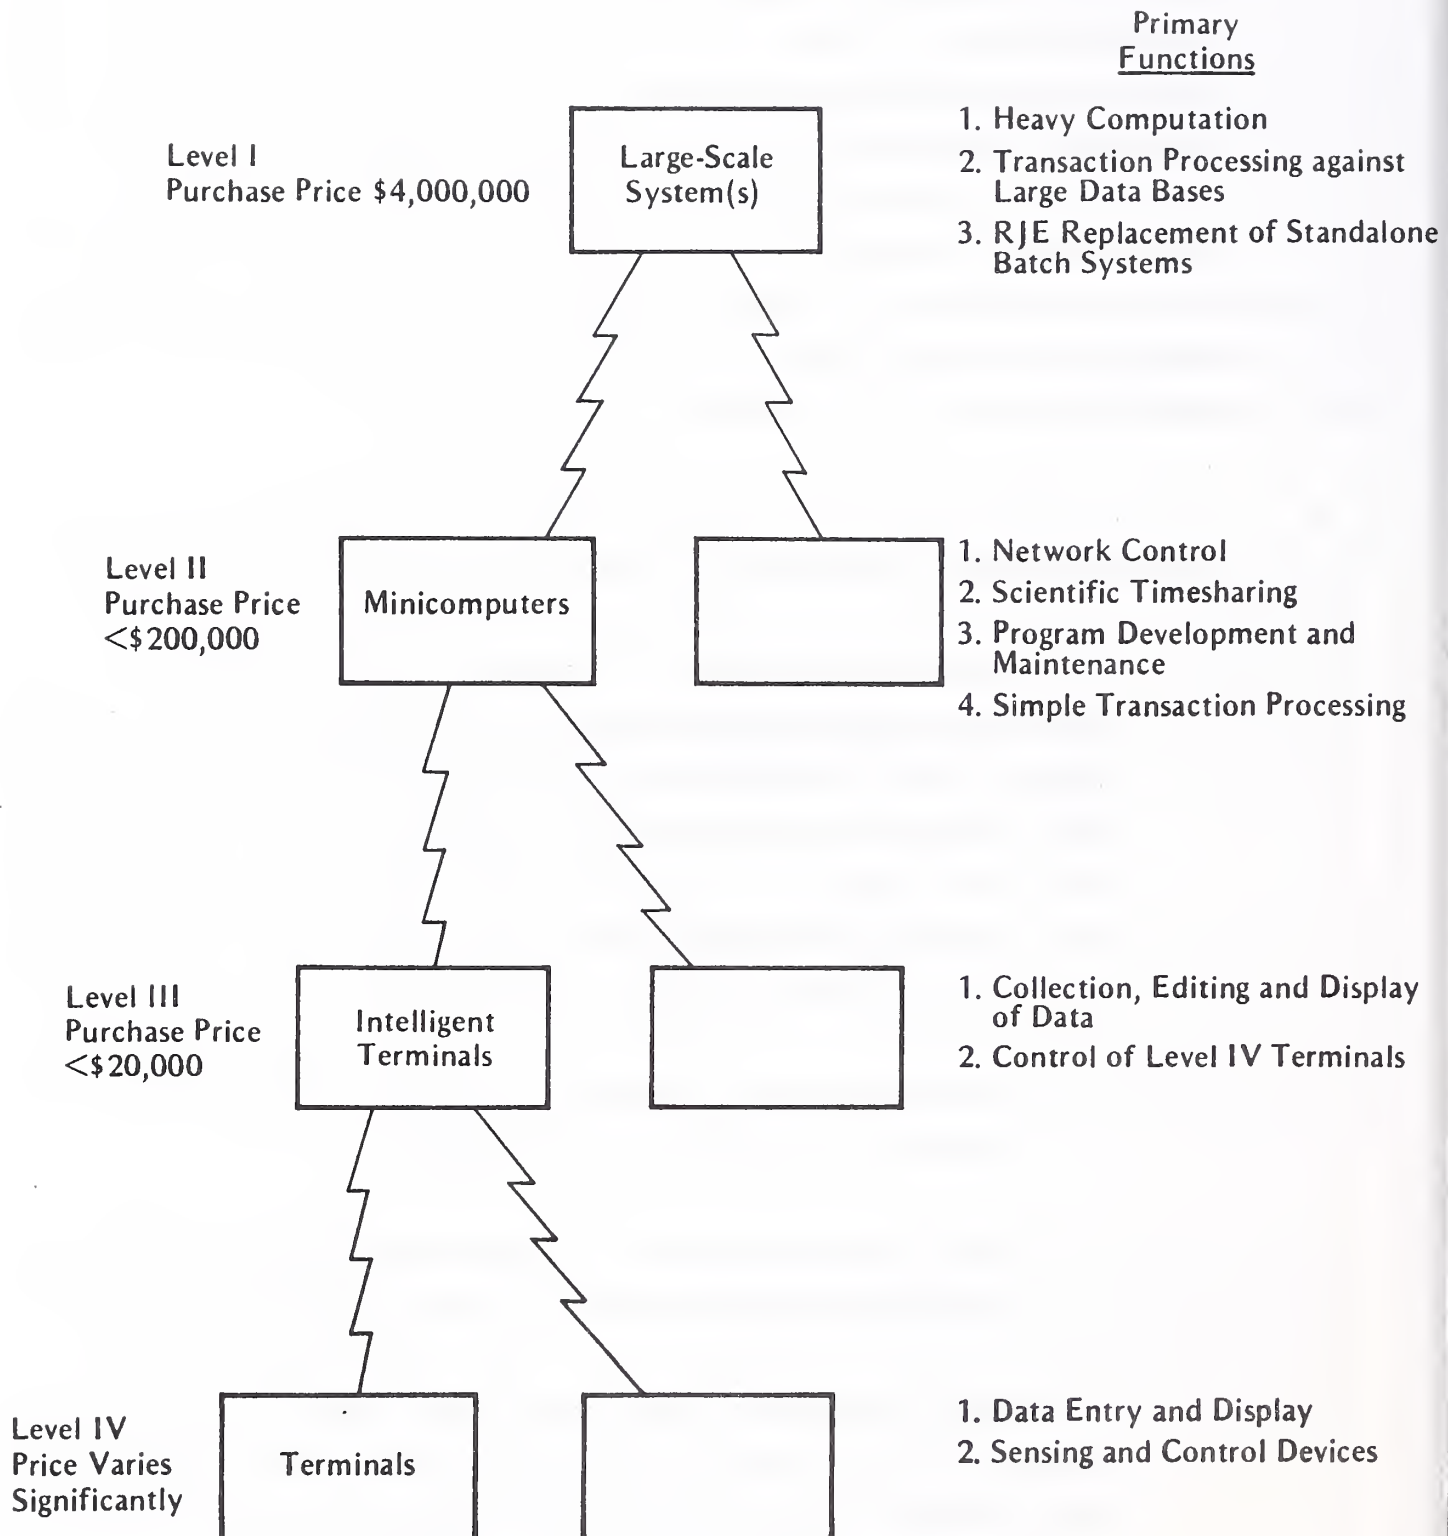 Primary
Functions
Level I
Purchase Price $4,000,000
Large-Scale
System(s)
1. Heavy Computation
2. Transaction Processing against
Large Data Bases
3. RJE Replacement of Standalone
Batch Systems
Level II
Purchase Price
<$200,000
Minicomputers
1. Network Control
2. Scientific Timesharing
3. Program Development and
Maintenance
4. Simple Transaction Processing
Level III
Purchase Price
<$20,000
Intelligent
Terminals
1. Collection, Editing and Display
of Data
2. Control of Level IV Terminals
Level IV
Price Varies
Significantly
Terminals
1. Data Entry and Display
2. Sensing and Control Devices